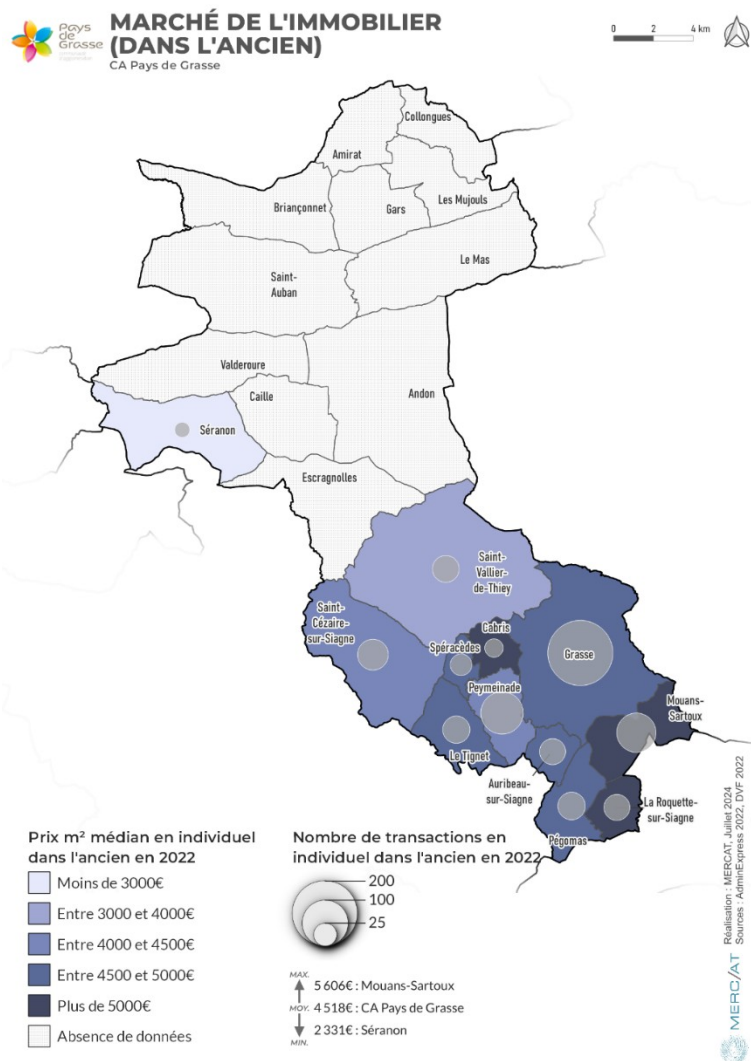 Pays
de
Grasse
MARCHÉ DE L'IMMOBILIER
(DANS L'ANCIEN)
CA Pays de Grasse
0 2 4 km
Collongues
Amirat
Briançonnet
Gars
Les Mujouls
Le Mas
Saint-
Auban
Valderoure
Caille
Andon
Séranon
Escragnolles
Saint-
Vallier-
de-Thiey
Saint-
Cézaire-
sur-Siagne
Cabris
Spéracèdes
Grasse
Peymeinade
Mouans-
Sartoux
Le Tignet
Auribeau-
sur-Siagne
La Roquette-
sur-Siagne
Pégomas
Prix m² médian en individuel
dans l'ancien en 2022
Moins de 3000€
Entre 3000 et 4000€
Entre 4000 et 4500€
Entre 4500 et 5000€
Plus de 5000€
Absence de données
Nombre de transactions en
individuel dans l'ancien en 2022
200
100
25
MAX.
5 606€ : Mouans-Sartoux
MOY. 4 518€ : CA Pays de Grasse
2 331€ : Séranon
MIN.
MERC/AT
Réalisation : MERCAT, Juillet 2024
Sources : AdminExpress 2022, DVF 2022